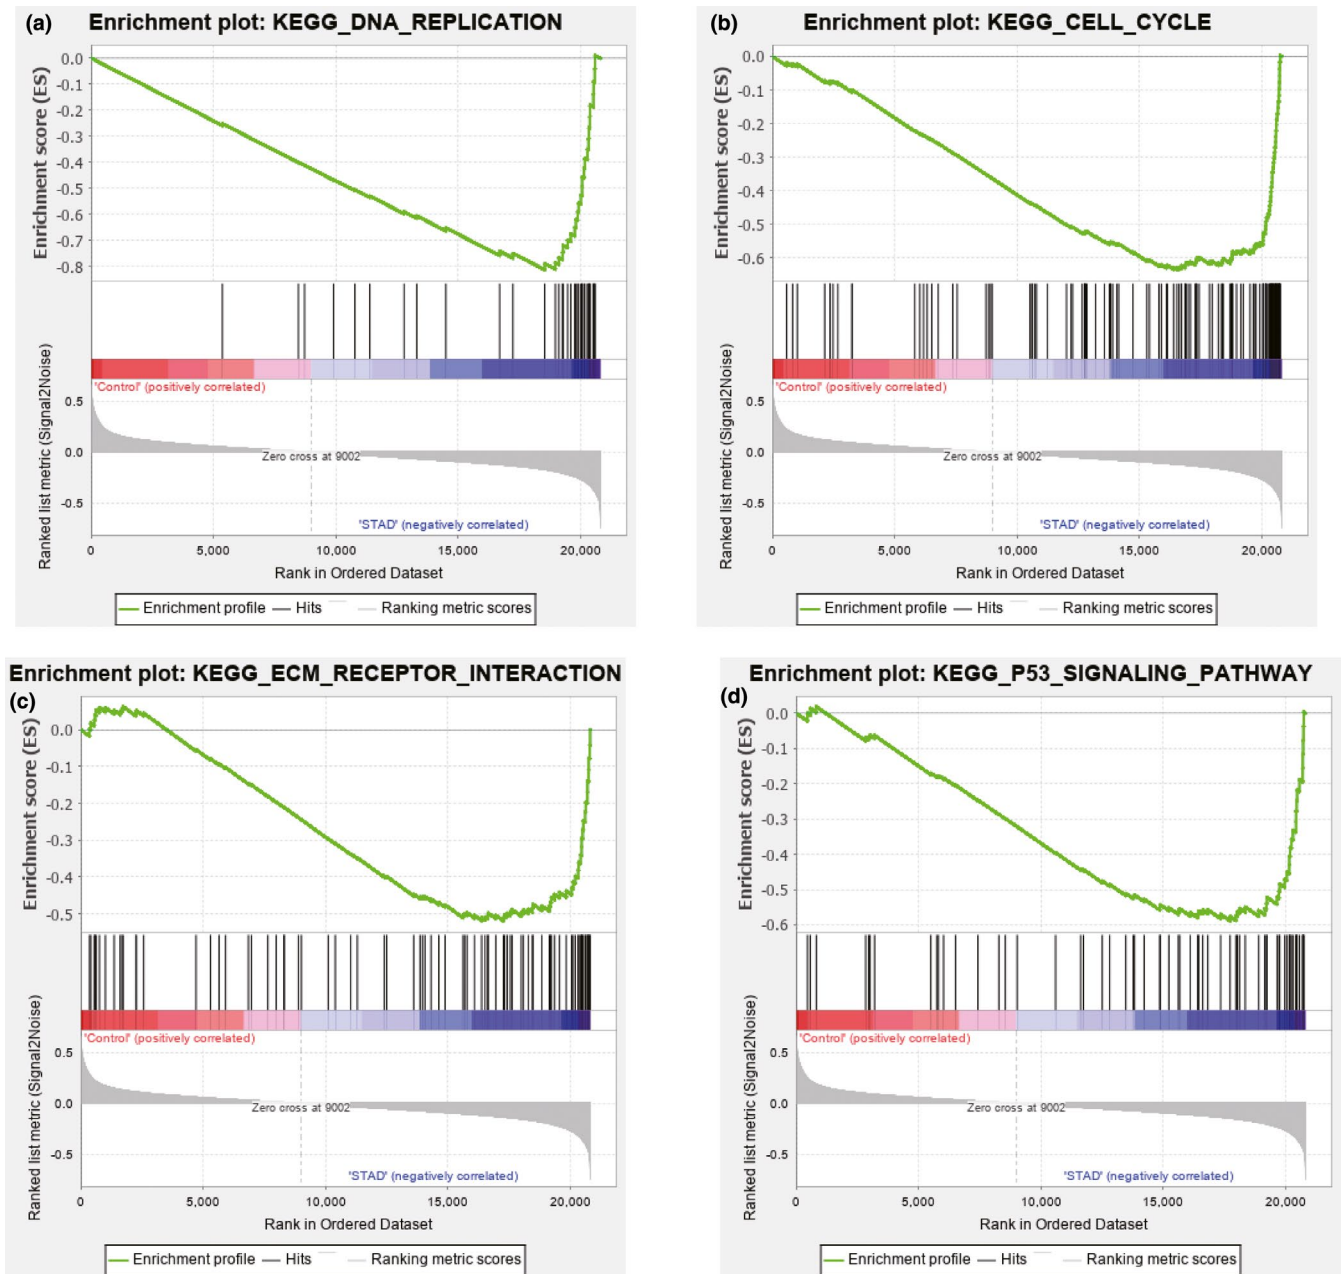 (a) Enrichment plot: KEGG_DNA_REPLICATION
Enrichment score (ES)
0.0
-0.1
-0.2
-0.3
-0.4
-0.5
-0.6
-0.7
-0.8
'Control' (positively correlated)
Ranked list metric (Signal2Noise)
0.5
0.0
-0.5
Zero cross at 9002
'STAD' (negatively correlated)
0 5,000 10,000 15,000 20,000
Rank in Ordered Dataset
Enrichment profile Hits Ranking metric scores
(b) Enrichment plot: KEGG_CELL_CYCLE
Enrichment score (ES)
0.0
-0.1
-0.2
-0.3
-0.4
-0.5
-0.6
'Control' (positively correlated)
Ranked list metric (Signal2Noise)
0.5
0.0
-0.5
Zero cross at 9002
'STAD' (negatively correlated)
0 5,000 10,000 15,000 20,000
Rank in Ordered Dataset
Enrichment profile Hits Ranking metric scores
Enrichment plot: KEGG_ECM_RECEPTOR_INTERACTION
(c)
Enrichment score (ES)
0.0
-0.1
-0.2
-0.3
-0.4
-0.5
'Control' (positively correlated)
Ranked list metric (Signal2Noise)
0.5
0.0
-0.5
Zero cross at 9002
'STAD' (negatively correlated)
0 5,000 10,000 15,000 20,000
Rank in Ordered Dataset
Enrichment profile Hits Ranking metric scores
Enrichment plot: KEGG_P53_SIGNALING_PATHWAY
(d)
Enrichment score (ES)
0.0
-0.1
-0.2
-0.3
-0.4
-0.5
-0.6
'Control' (positively correlated)
Ranked list metric (Signal2Noise)
0.5
0.0
-0.5
Zero cross at 9002
'STAD' (negatively correlated)
0 5,000 10,000 15,000 20,000
Rank in Ordered Dataset
Enrichment profile Hits Ranking metric scores